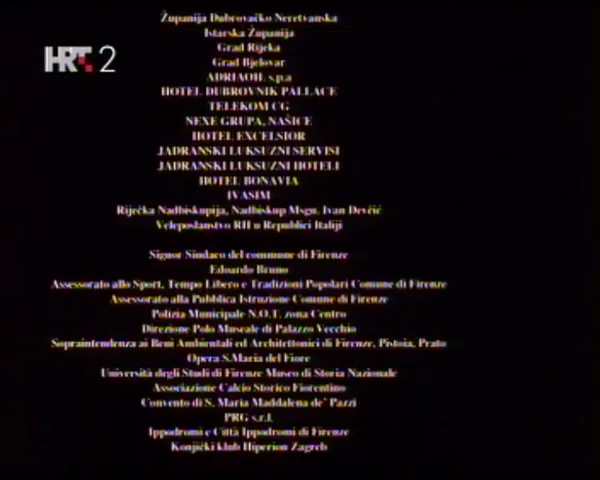 Županija Dubrovačko Neretvanska
Istarska Županija
Grad Rijeka
HRT 2
Grad Bjelovar
ADRIAOIL s.p.a
HOTEL DUBROVNIK PALLACE
TELEKOM CG
NEXE GRUPA, NAŠICE
HOTEL EXCELSIOR
JADRANSKI LUKSUZNI SERVISI
JADRANSKI LUKSUZNI HOTELI
HOTEL BONAVIA
IVASIM
Riječka Nadbiskupija, Nadbiskup Msgn. Ivan Devčić
Veleposlanstvo RH u Republici Italiji
Signor Sindaco del commune di Firenze
Edoardo Bruno
Assessorato allo Sport, Tempo Libero e Tradizioni Popolari Comune di Firenze
Assessorato alla Pubblica Istruzione Comune di Firenze
Polizia Municipale N.O.T. zona Centro
Direzione Polo Museale di Palazzo Vecchio
Sopraintendenza ai Beni Ambientali ed Architettonici di Firenze, Pistoia, Prato
Opera S.Maria del Fiore
Università degli Studi di Firenze Museo di Storia Nazionale
Associazione Calcio Storico Fiorentino
Convento di S. Maria Maddalena de' Pazzi
PRG s.r.l.
Ippodromi e Città Ippodromi di Firenze
Konjički klub Hiperion Zagreb